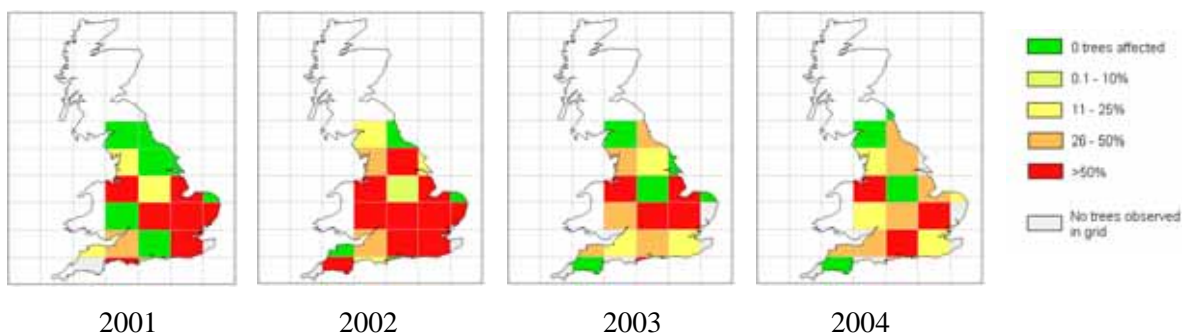 0 trees affected
0.1 - 10%
11 - 25%
26 - 50%
>50%
No trees observed
in grid
2001 2002 2003 2004